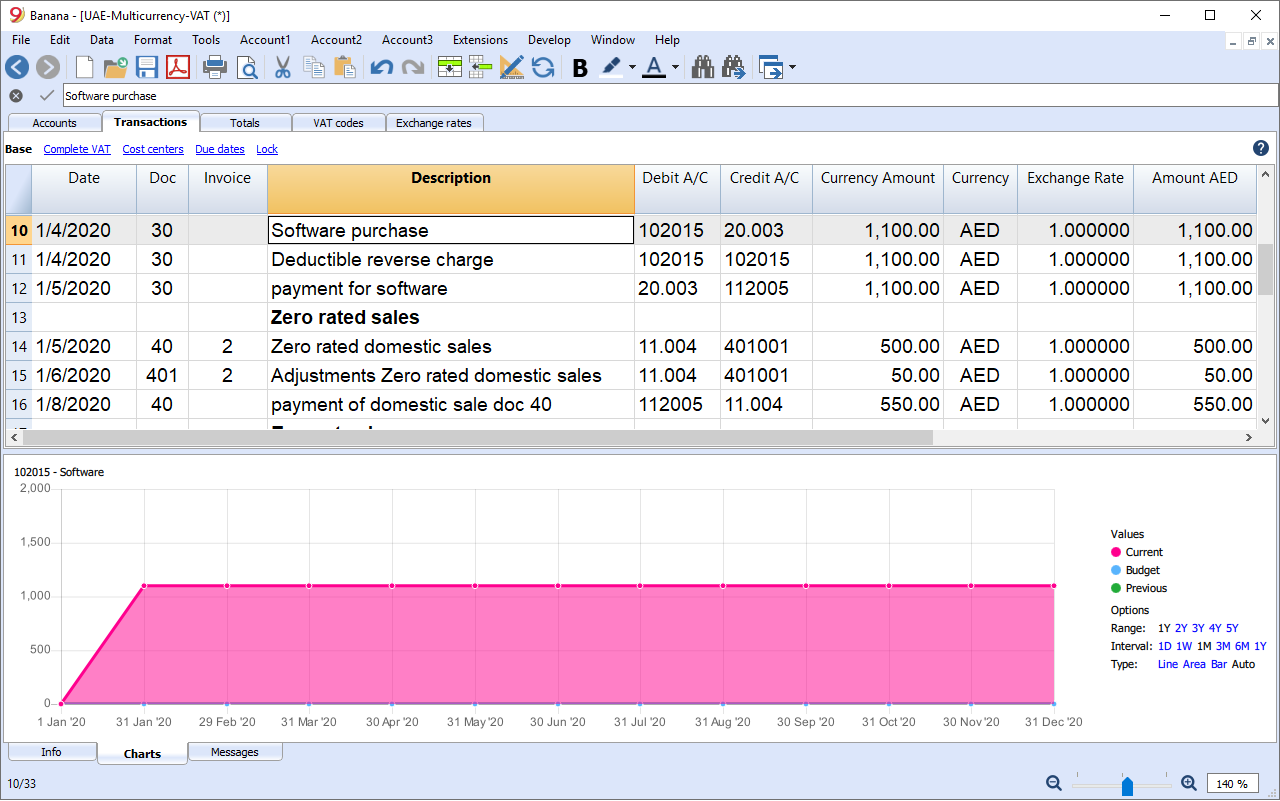 Banana - [UAE-Multicurrency-VAT (*)]
File Edit Data Format Tools Account1 Account2 Account3 Extensions Develop Window Help
Software purchase
Accounts Transactions Totals VAT codes Exchange rates
Base Complete VAT Cost centers Due dates Lock
Date Doc Invoice Description Debit A/C Credit A/C Currency Amount Currency Exchange Rate Amount AED
10 1/4/2020 30 Software purchase 102015 20.003 1,100.00 AED 1.000000 1,100.00
11 1/4/2020 30 Deductible reverse charge 102015 102015 1,100.00 AED 1.000000 1,100.00
12 1/5/2020 30 payment for software 20.003 112005 1,100.00 AED 1.000000 1,100.00
13 Zero rated sales
14 1/5/2020 40 2 Zero rated domestic sales 11.004 401001 500.00 AED 1.000000 500.00
15 1/6/2020 401 2 Adjustments Zero rated domestic sales 11.004 401001 50.00 AED 1.000000 50.00
16 1/8/2020 40 payment of domestic sale doc 40 112005 11.004 550.00 AED 1.000000 550.00
102015 - Software
2,000
1,500
1,000
500
0
1 Jan '20 31 Jan '20 29 Feb '20 31 Mar '20 30 Apr '20 31 May '20 30 Jun '20 31 Jul '20 31 Aug '20 30 Sep '20 31 Oct '20 30 Nov '20 31 Dec '20
Values
Current
Budget
Previous
Options
Range: 1Y 2Y 3Y 4Y 5Y
Interval: 1D 1W 1M 3M 6M 1Y
Type: Line Area Bar Auto
Info Charts Messages
10/33
140 %